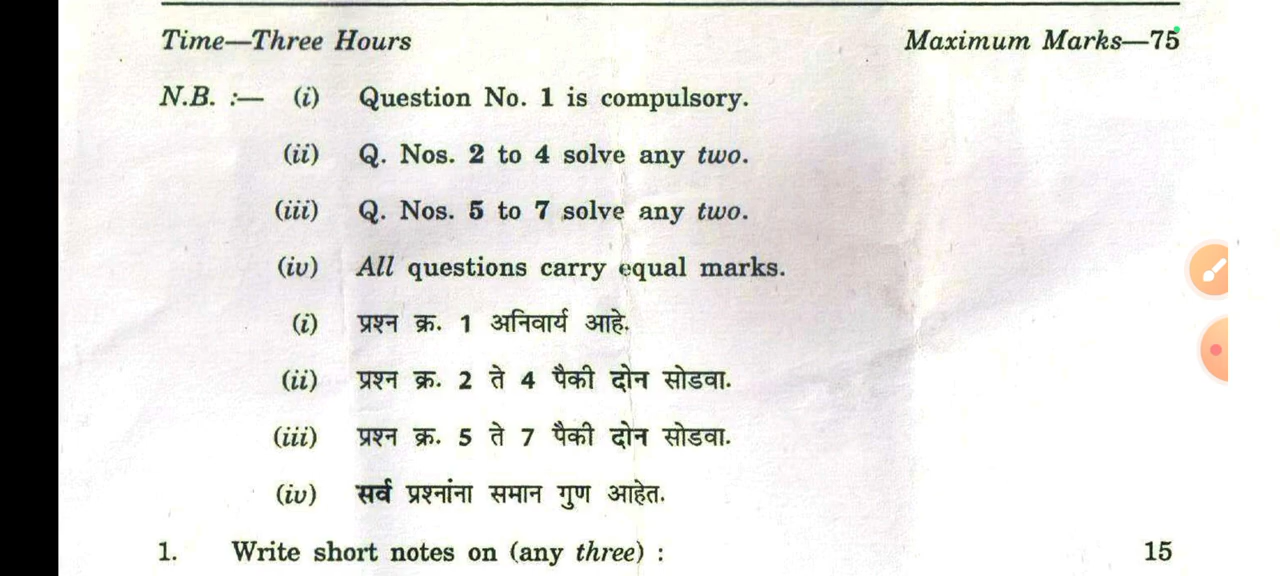 Time—Three Hours Maximum Marks—75
N.B. :— (i) Question No. 1 is compulsory.
(ii) Q. Nos. 2 to 4 solve any two.
(iii) Q. Nos. 5 to 7 solve any two.
(iv) All questions carry equal marks.
(i) प्रश्न क्र. 1 अनिवार्य आहे.
(ii) प्रश्न क्र. 2 ते 4 पैकी दोन सोडवा.
(iii) प्रश्न क्र. 5 ते 7 पैकी दोन सोडवा.
(iv) सर्व प्रश्नांना समान गुण आहेत.
1. Write short notes on (any three) : 15